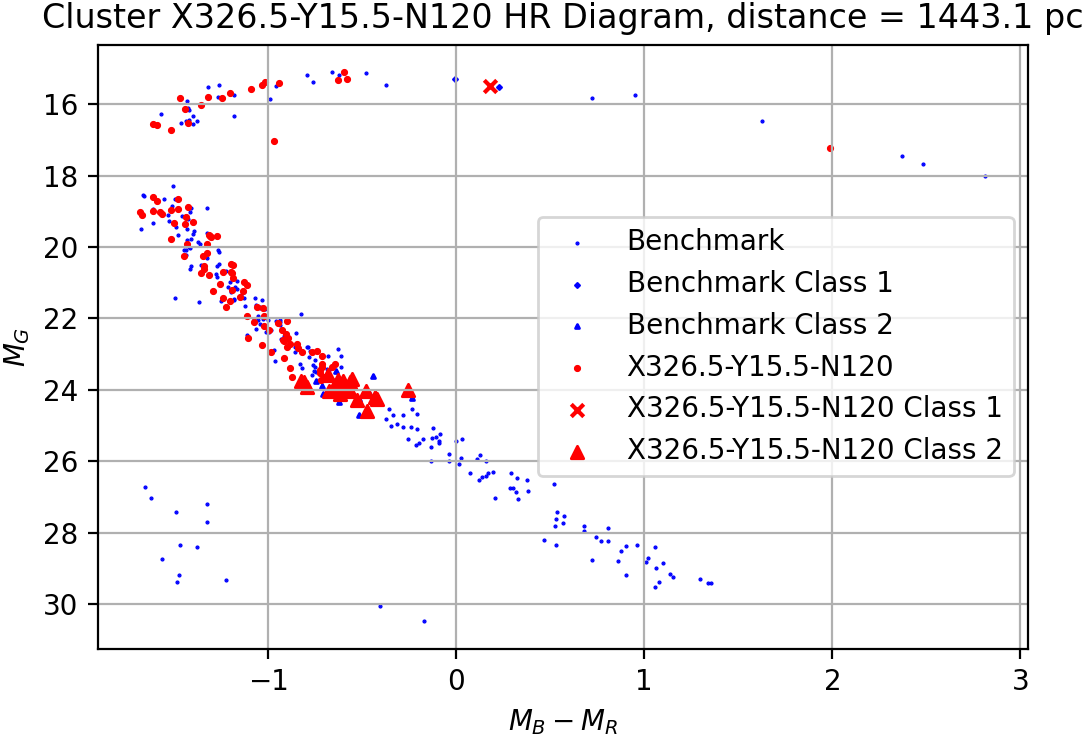 Cluster X326.5-Y15.5-N120 HR Diagram, distance = 1443.1 pc
16
18
20
22
24
26
28
30
M_G
Benchmark
Benchmark Class 1
Benchmark Class 2
X326.5-Y15.5-N120
X326.5-Y15.5-N120 Class 1
X326.5-Y15.5-N120 Class 2
−1 0 1 2 3
M_B − M_R